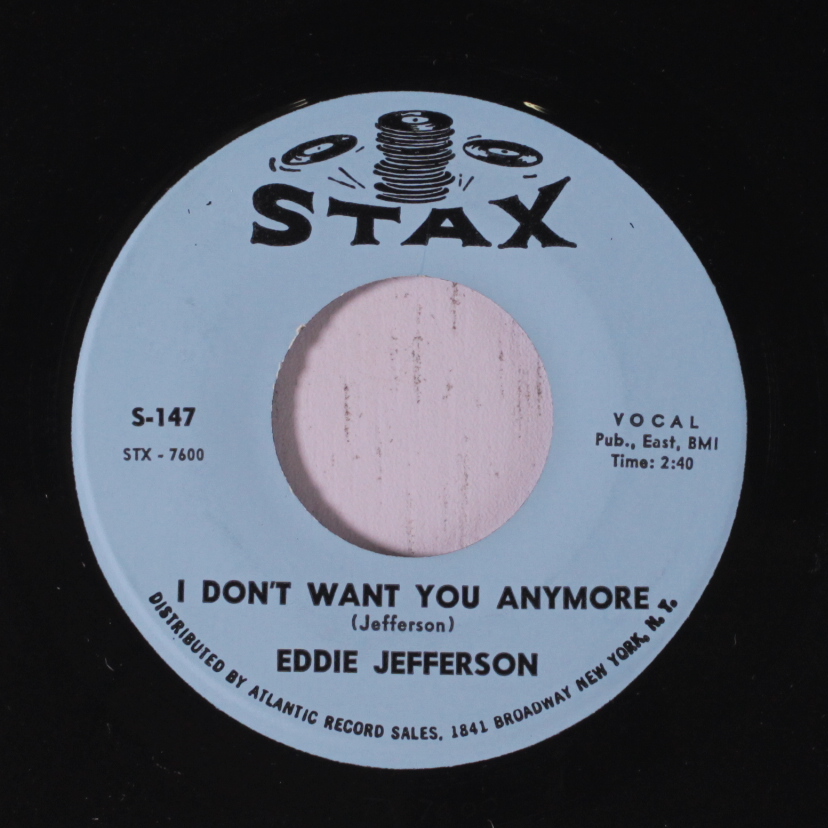 STAX
S-147
STX - 7600
VOCAL
Pub., East, BMI
Time: 2:40
I DON'T WANT YOU ANYMORE
(Jefferson)
EDDIE JEFFERSON
DISTRIBUTED BY ATLANTIC RECORD SALES, 1841 BROADWAY NEW YORK, N.Y.